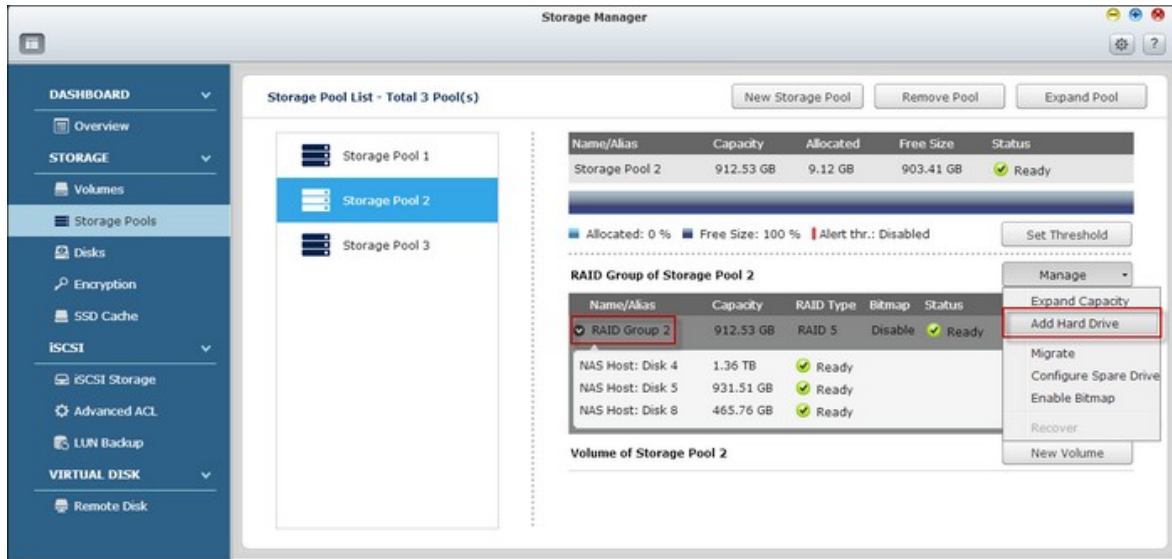 Storage Manager
?
DASHBOARD
Overview
STORAGE
Volumes
Storage Pools
Disks
Encryption
SSD Cache
iSCSI
iSCSI Storage
Advanced ACL
LUN Backup
VIRTUAL DISK
Remote Disk
Storage Pool List - Total 3 Pool(s)
New Storage Pool Remove Pool Expand Pool
Storage Pool 1
Storage Pool 2
Storage Pool 3
Name/Alias Capacity Allocated Free Size Status
Storage Pool 2 912.53 GB 9.12 GB 903.41 GB Ready
Allocated: 0 % Free Size: 100 % Alert thr.: Disabled Set Threshold
RAID Group of Storage Pool 2 Manage
Name/Alias Capacity RAID Type Bitmap Status
RAID Group 2 912.53 GB RAID 5 Disable Ready
NAS Host: Disk 4 1.36 TB Ready
NAS Host: Disk 5 931.51 GB Ready
NAS Host: Disk 8 465.76 GB Ready
Expand Capacity
Add Hard Drive
Migrate
Configure Spare Drive
Enable Bitmap
Recover
Volume of Storage Pool 2 New Volume